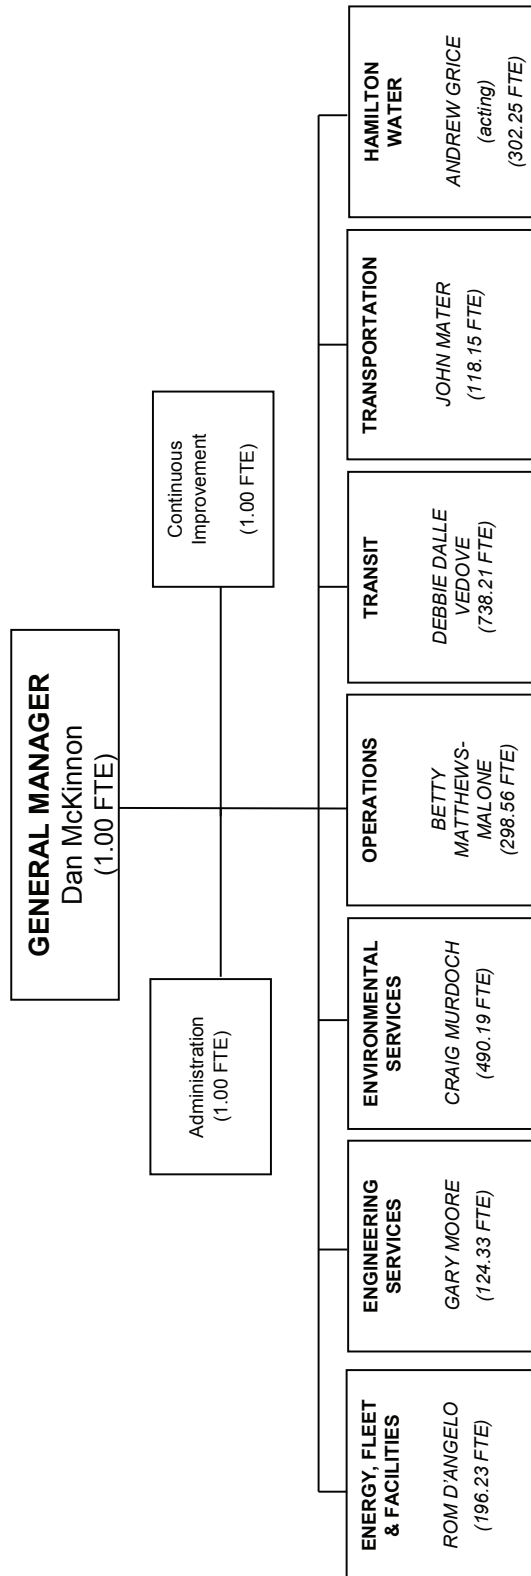 GENERAL MANAGER
Dan McKinnon
(1.00 FTE)
Administration
(1.00 FTE)
Continuous
Improvement
(1.00 FTE)
ENERGY, FLEET
& FACILITIES
ROM D'ANGELO
(196.23 FTE)
ENGINEERING
SERVICES
GARY MOORE
(124.33 FTE)
ENVIRONMENTAL
SERVICES
CRAIG MURDOCH
(490.19 FTE)
OPERATIONS
BETTY
MATTHEWS-
MALONE
(298.56 FTE)
TRANSIT
DEBBIE DALLE
VEDOVE
(738.21 FTE)
TRANSPORTATION
JOHN MATER
(118.15 FTE)
HAMILTON
WATER
ANDREW GRICE
(acting)
(302.25 FTE)